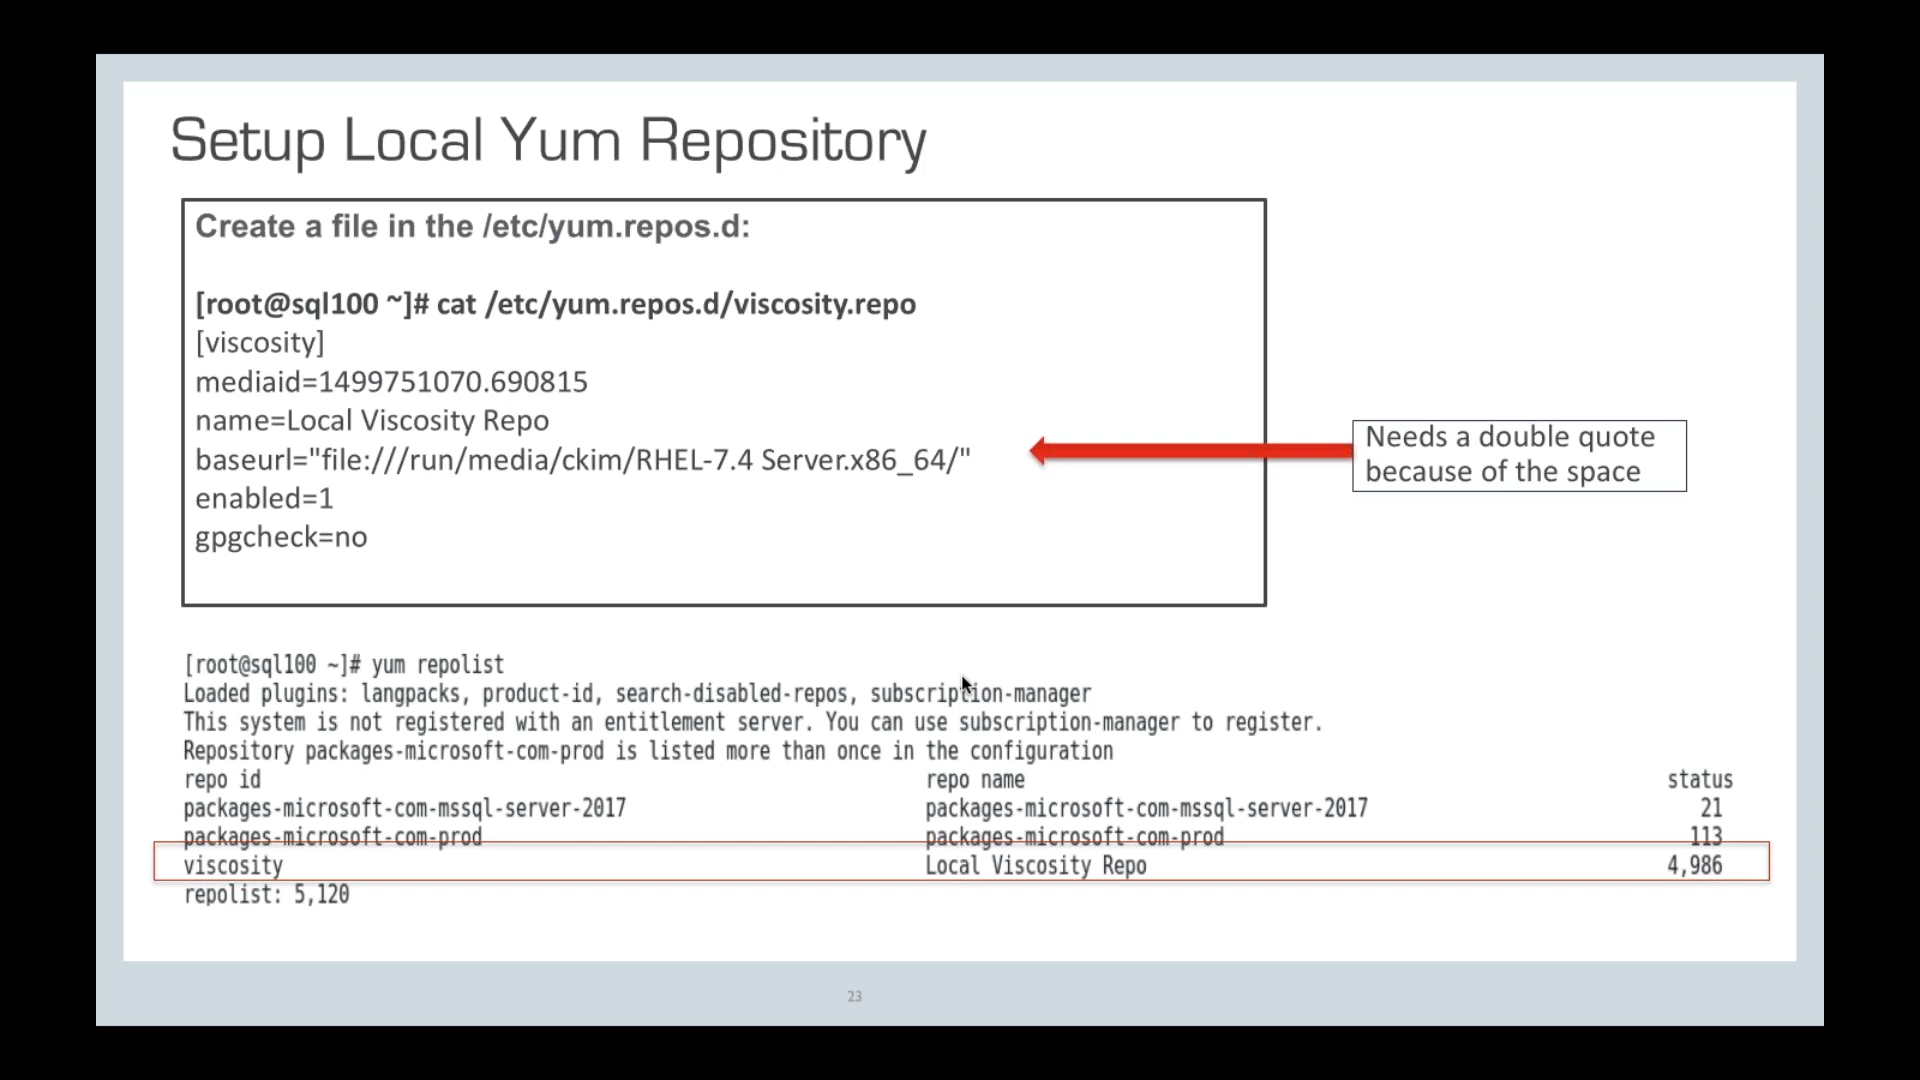 Setup Local Yum Repository
Create a file in the /etc/yum.repos.d:
[root@sql100 ~]# cat /etc/yum.repos.d/viscosity.repo
[viscosity]
mediaid=1499751070.690815
name=Local Viscosity Repo
baseurl="file:///run/media/ckim/RHEL-7.4 Server.x86_64/"
enabled=1
gpgcheck=no
Needs a double quote
because of the space
[root@sql100 ~]# yum repolist
Loaded plugins: langpacks, product-id, search-disabled-repos, subscription-manager
This system is not registered with an entitlement server. You can use subscription-manager to register.
Repository packages-microsoft-com-prod is listed more than once in the configuration
repo id repo name status
packages-microsoft-com-mssql-server-2017 packages-microsoft-com-mssql-server-2017 21
packages-microsoft-com-prod packages-microsoft-com-prod 113
viscosity Local Viscosity Repo 4,986
repolist: 5,120
23